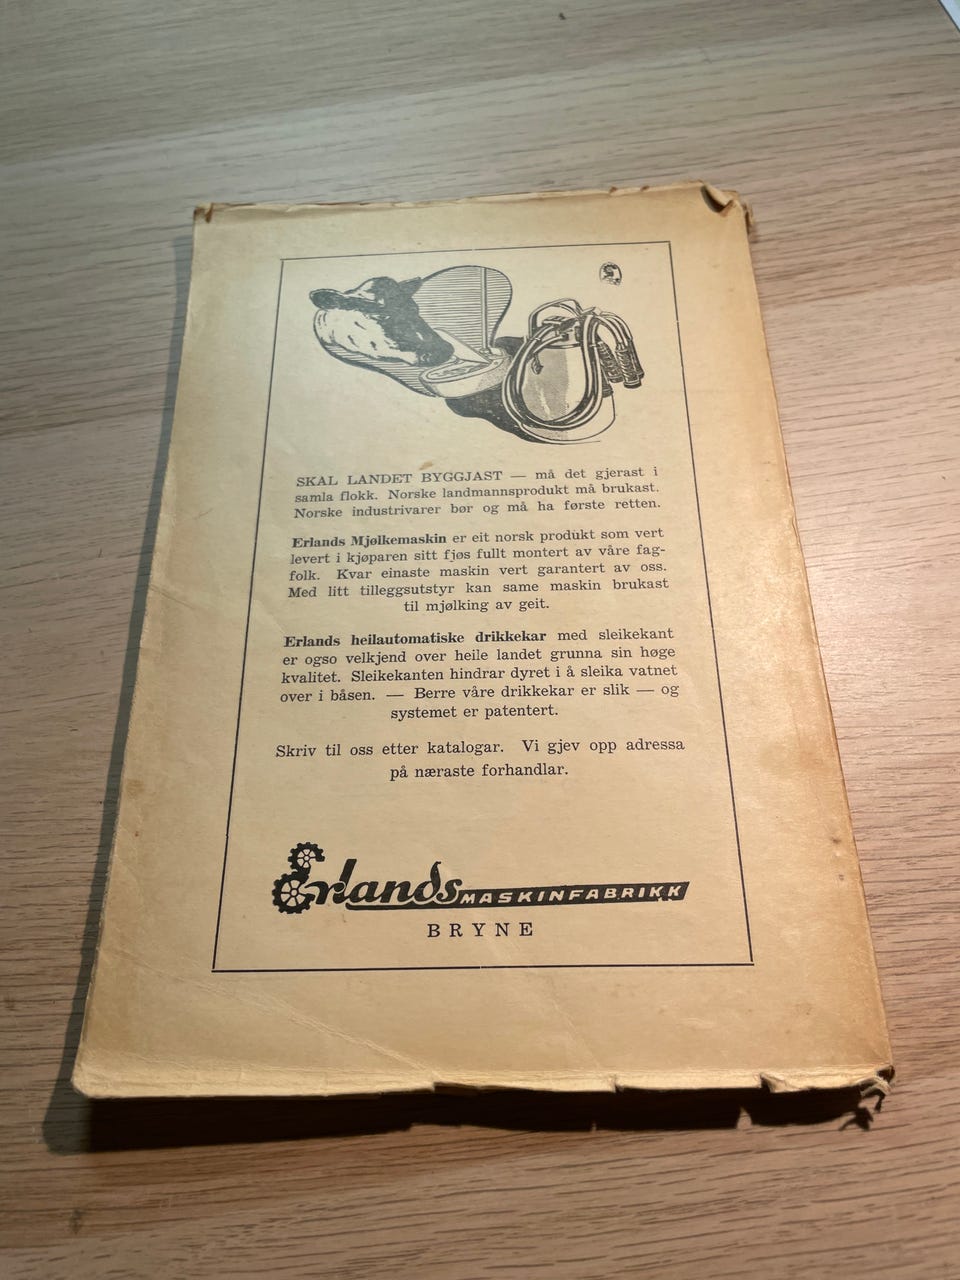 SKAL LANDET BYGGJAST — må det gjerast i
samla flokk. Norske landmannsprodukt må brukast.
Norske industrivarer bør og må ha første retten.
Erlands Mjølkemaskin er eit norsk produkt som vert
levert i kjøparen sitt fjøs fullt montert av våre fag-
folk. Kvar einaste maskin vert garantert av oss.
Med litt tilleggsutstyr kan same maskin brukast
til mjølking av geit.
Erlands heilautomatiske drikkekar med sleikekant
er ogso velkjend over heile landet grunna sin høge
kvalitet. Sleikekanten hindrar dyret i å sleika vatnet
over i båsen. — Berre våre drikkekar er slik — og
systemet er patentert.
Skriv til oss etter katalogar. Vi gjev opp adressa
på næraste forhandlar.
Erlands MASKINFABRIKK
BRYNE